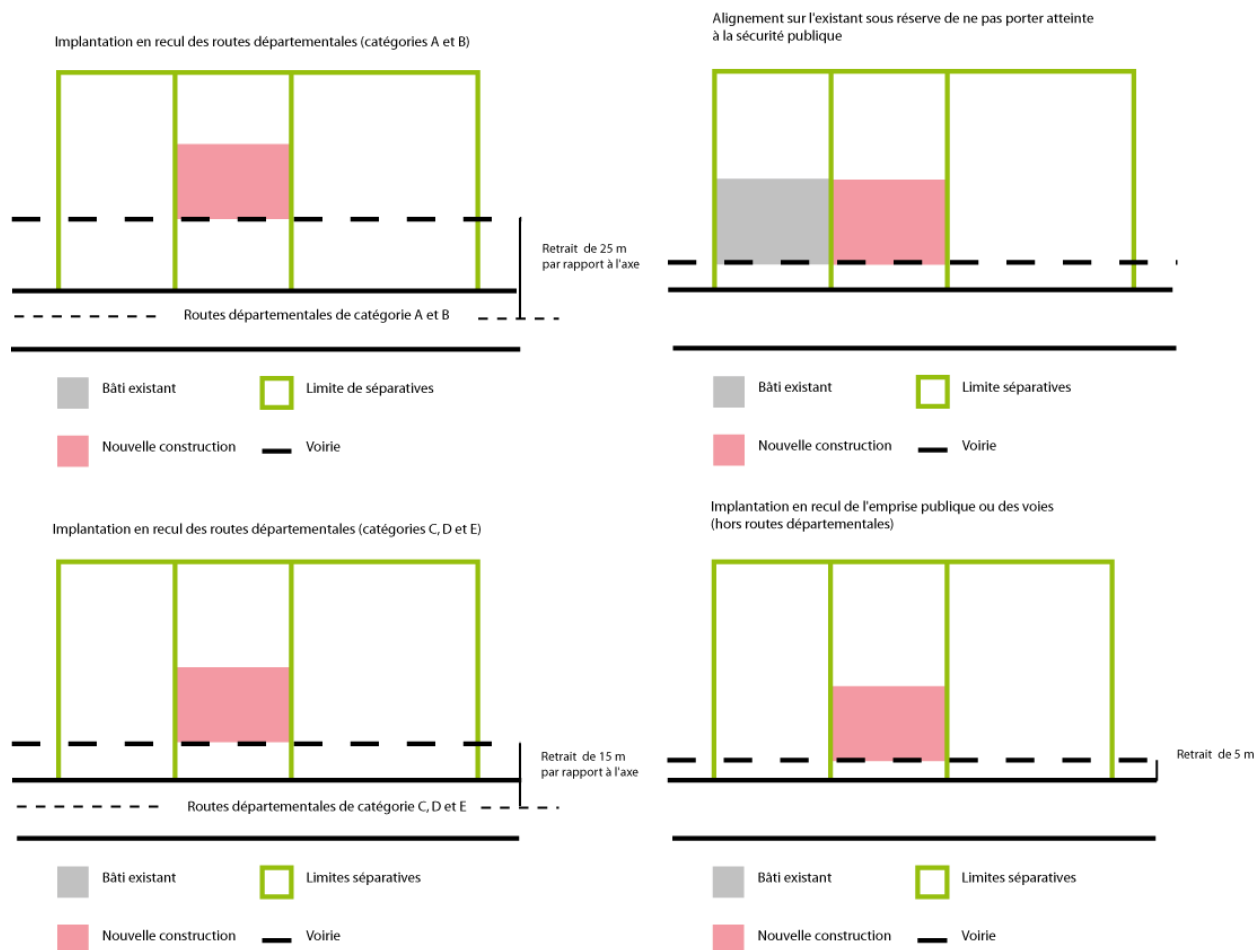 Implantation en recul des routes départementales (catégories A et B)
Retrait de 25 m
par rapport à l'axe
Routes départementales de catégorie A et B
Bâti existant
Limite de séparatives
Nouvelle construction
Voirie
Alignement sur l'existant sous réserve de ne pas porter atteinte
à la sécurité publique
Bâti existant
Limite séparatives
Nouvelle construction
Voirie
Implantation en recul des routes départementales (catégories C, D et E)
Retrait de 15 m
par rapport à l'axe
Routes départementales de catégorie C, D et E
Bâti existant
Limites séparatives
Nouvelle construction
Voirie
Implantation en recul de l'emprise publique ou des voies
(hors routes départementales)
Retrait de 5 m
Bâti existant
Limites séparatives
Nouvelle construction
Voirie